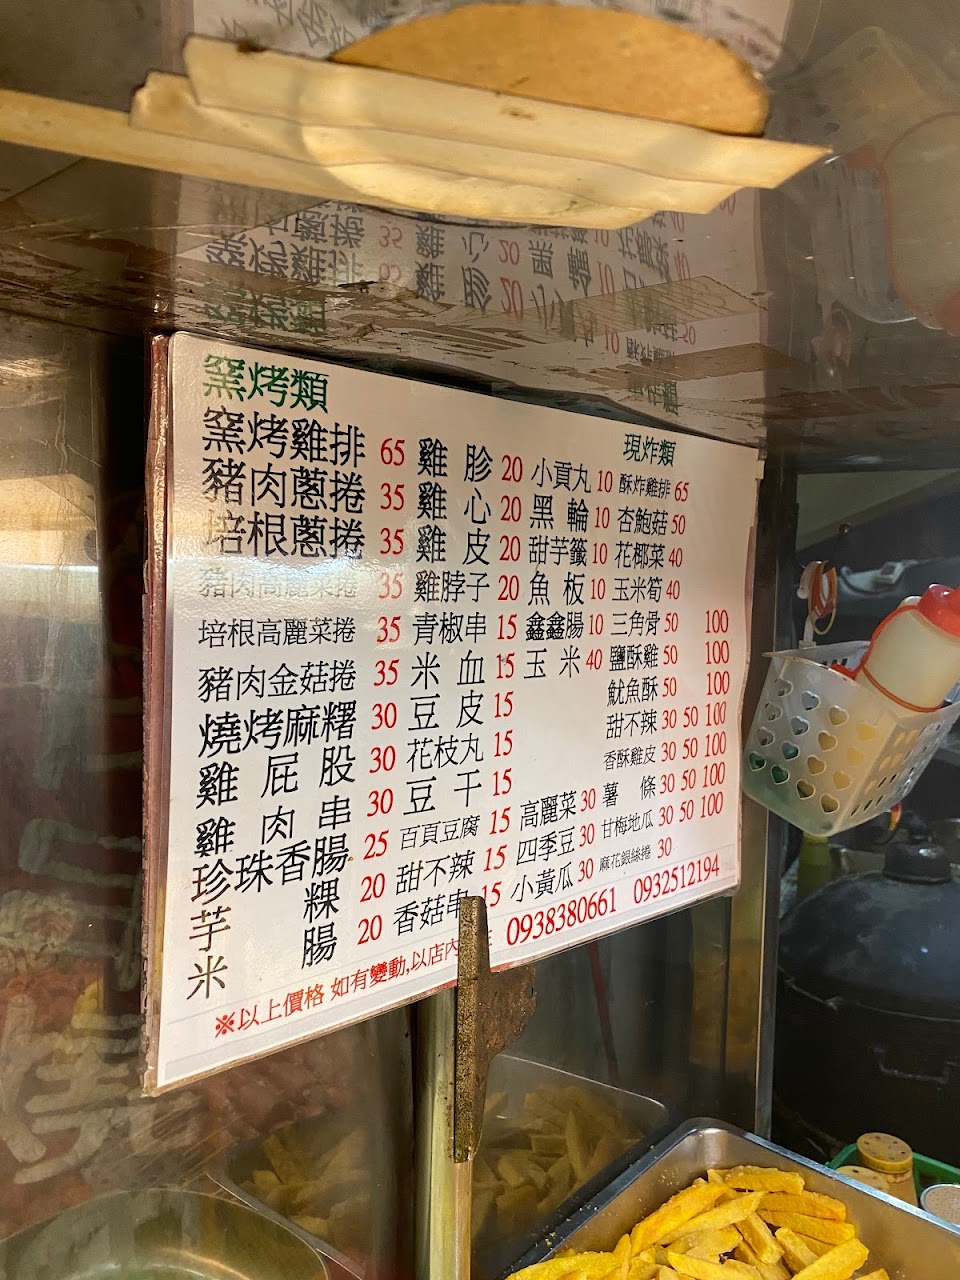 窯烤類
窯烤雞排 65
豬肉蔥捲 35
培根蔥捲 35
豬肉高麗菜捲 35
培根高麗菜捲 35
豬肉金菇捲 35
燒烤麻糬 30
雞屁股 30
雞肉串 30
珍珠香腸 25
芋粿 20
米腸 20
雞胗 20
雞心 20
雞皮 20
雞脖子 20
青椒串 15
米血 15
豆皮 15
花枝丸 15
豆干 15
百頁豆腐 15
甜不辣 15
香菇串 15
小貢丸 10
黑輪 10
甜芋籤 10
魚板 10
鑫鑫腸 10
玉米 40
高麗菜 30
四季豆 30
小黃瓜 30
現炸類
酥炸雞排 65
杏鮑菇 50
花椰菜 40
玉米筍 40
三角骨 50 100
鹽酥雞 50 100
魷魚酥 50 100
甜不辣 30 50 100
香酥雞皮 30 50 100
薯條 30 50 100
甘梅地瓜 30 50 100
麻花銀絲捲 30
0938380661 0932512194
※以上價格 如有變動,以店內